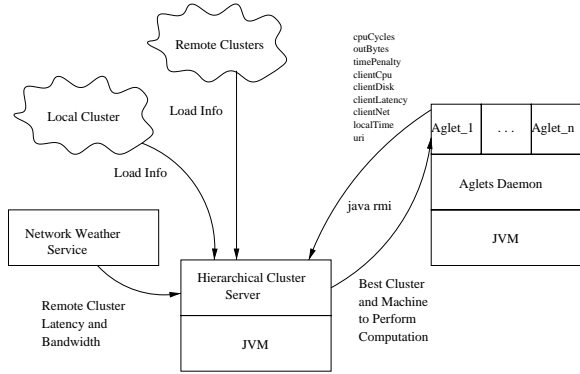 Remote Clusters
Local Cluster
Load Info
Load Info
cpuCycles
outBytes
timePenalty
clientCpu
clientDisk
clientLatency
clientNet
localTime
uri
Aglet_1
. . .
Aglet_n
Aglets Daemon
JVM
java rmi
Network Weather
Service
Hierarchical Cluster
Server
JVM
Remote Cluster
Latency and
Bandwidth
Best Cluster
and Machine
to Perform
Computation